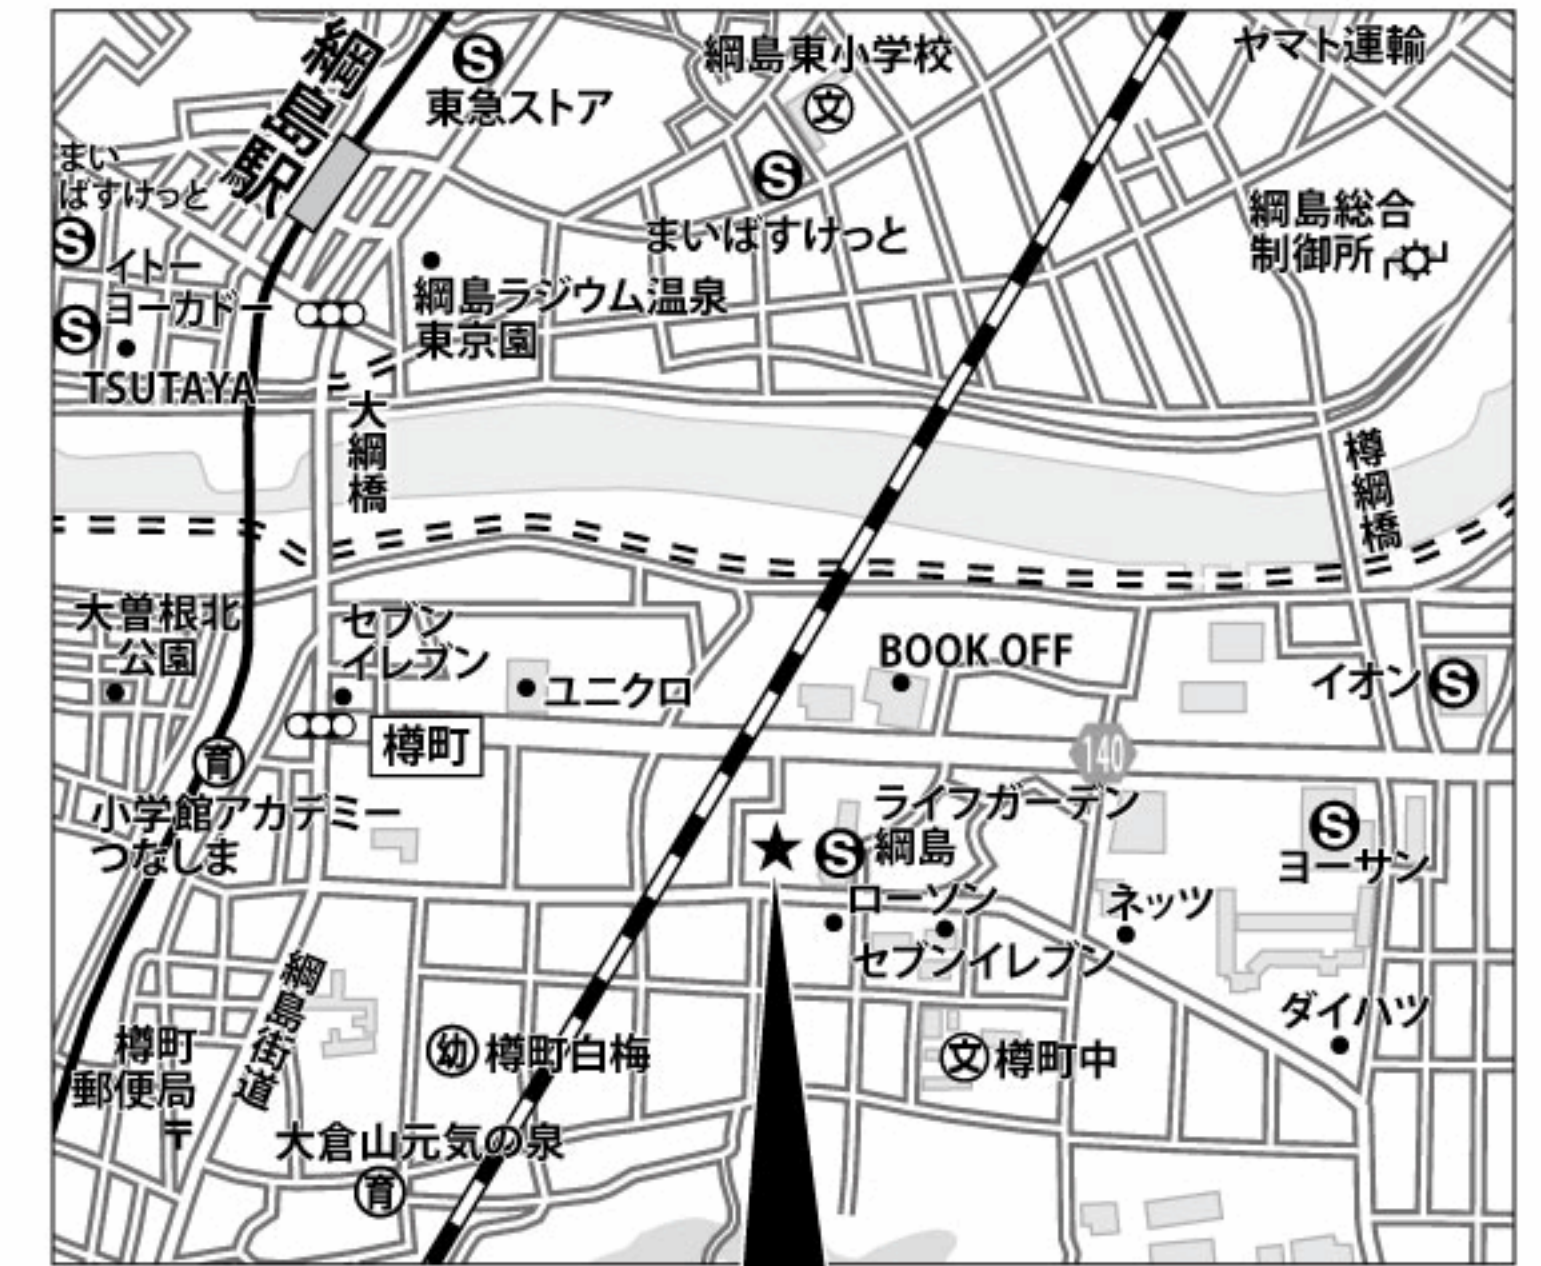 綱島駅
S
東急ストア
綱島東小学校
文
ヤマト運輸
まい
ばすけっと
S
S
まいばすけっと
綱島総合
制御所
イトー
ヨーカドー
S
TSUTAYA
綱島ラジウム温泉
東京園
大綱橋
樽綱橋
大曽根北
公園
セブン
イレブン
ユニクロ
BOOK OFF
イオン
S
樽町
140
育
小学館アカデミー
つなしま
ライフガーデン
綱島
S
★
S
ヨーサン
ローソン
セブンイレブン
ネッツ
ダイハツ
綱島街道
樽町
郵便局
〒
幼
樽町白梅
文
樽町中
大倉山元気の泉
育